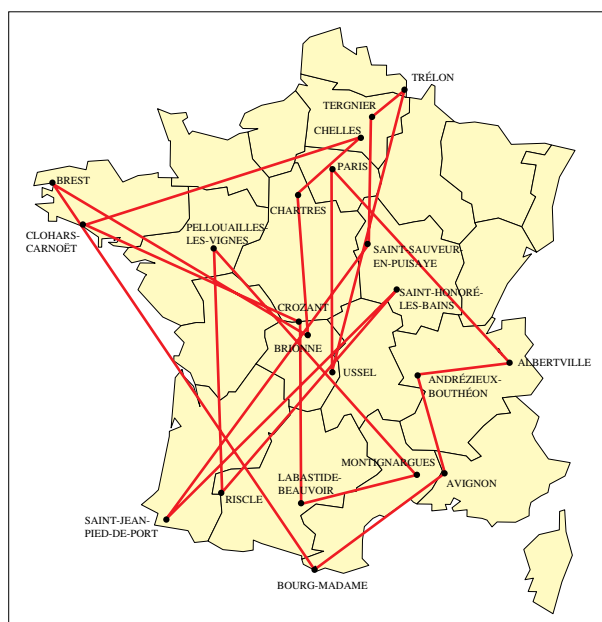 TRÉLON
TERGNIER
CHELLES
PARIS
BREST
CHARTRES
PELLOUAILLES-
LES-VIGNES
CLOHARS-
CARNOËT
SAINT-SAUVEUR
EN-PUISAYE
SAINT-HONORÉ-
LES-BAINS
CROZANT
BRIONNE
USSEL
ALBERTVILLE
ANDRÉZIEUX-
BOUTHÉON
MONTIGNARGUES
AVIGNON
LABASTIDE-
BEAUVOIR
RISCLE
SAINT-JEAN-
PIED-DE-PORT
BOURG-MADAME